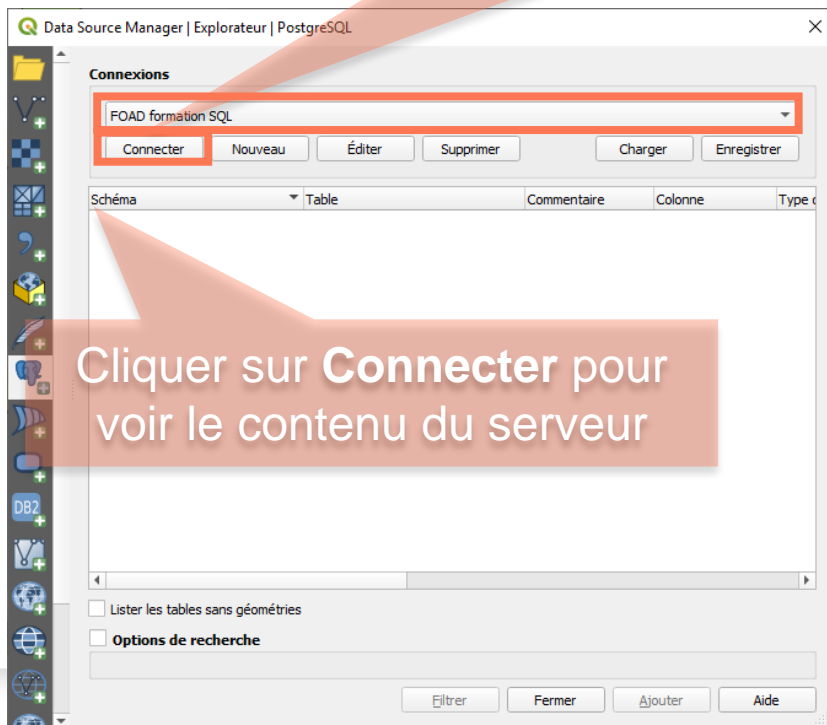 Data Source Manager | Explorateur | PostgreSQL
Connexions
FOAD formation SQL
Connecter Nouveau Éditer Supprimer Charger Enregistrer
Schéma Table Commentaire Colonne Type
Cliquer sur Connecter pour
voir le contenu du serveur
DB2
Lister les tables sans géométries
Options de recherche
Filtrer Fermer Ajouter Aide